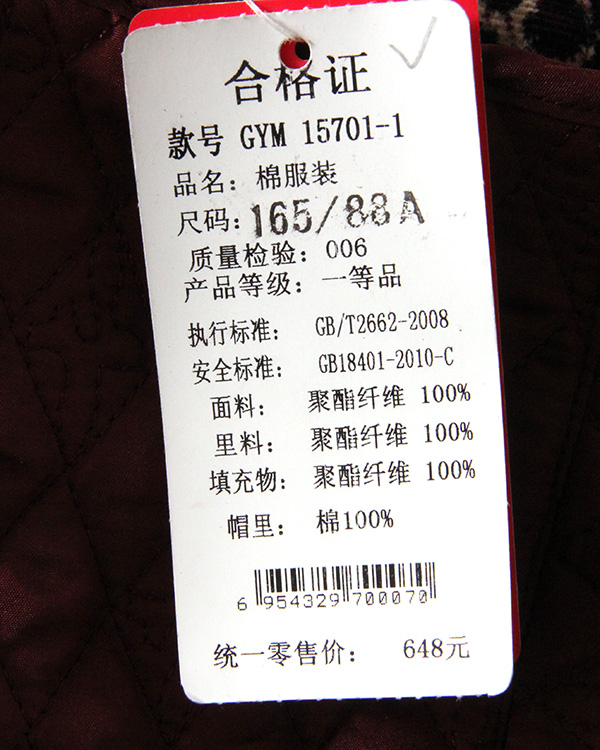 合格证
款号 GYM 15701-1
品名：棉服装
尺码：165/88A
质量检验：006
产品等级：一等品
执行标准： GB/T2662-2008
安全标准： GB18401-2010-C
面料： 聚酯纤维 100%
里料： 聚酯纤维 100%
填充物： 聚酯纤维 100%
帽里： 棉100%
6 954329 700070
统一零售价： 648元